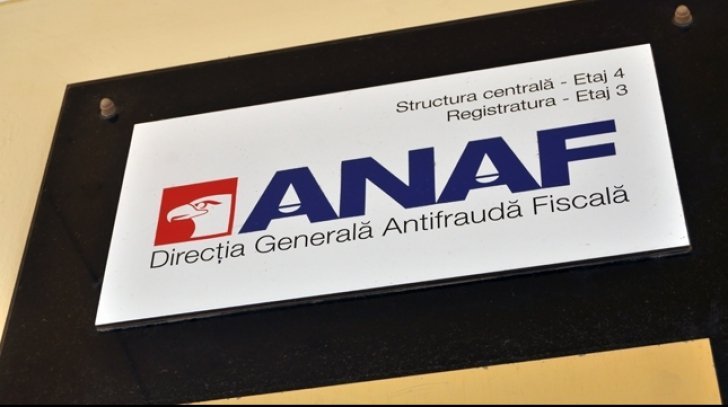 Structura centrală - Etaj 4
Registratura - Etaj 3
ANAF
Direcția Generală Antifraudă Fiscală